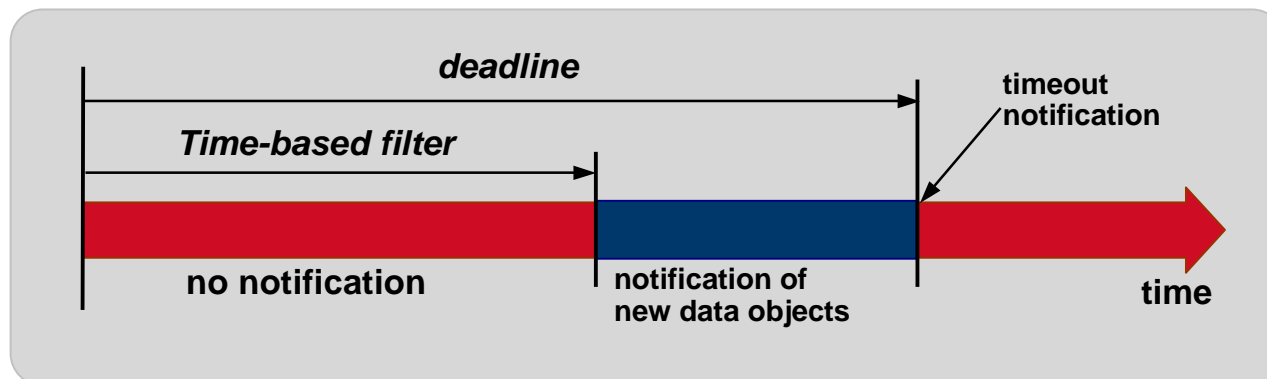 deadline
timeout
notification
Time-based filter
no notification
notification of
new data objects
time